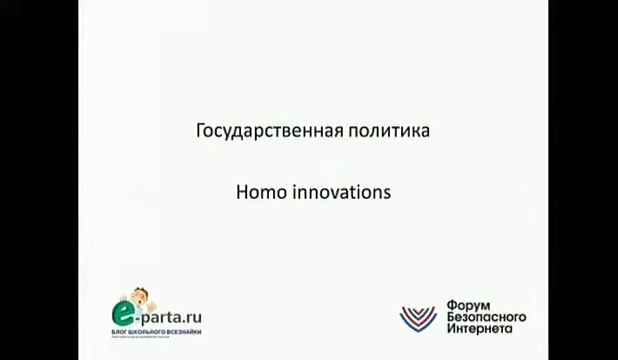 Государственная политика
Homo innovations
e-parta.ru
БЛОГ ШКОЛЬНОГО ВСЕЗНАЙКИ
Форум
Безопасного
Интернета